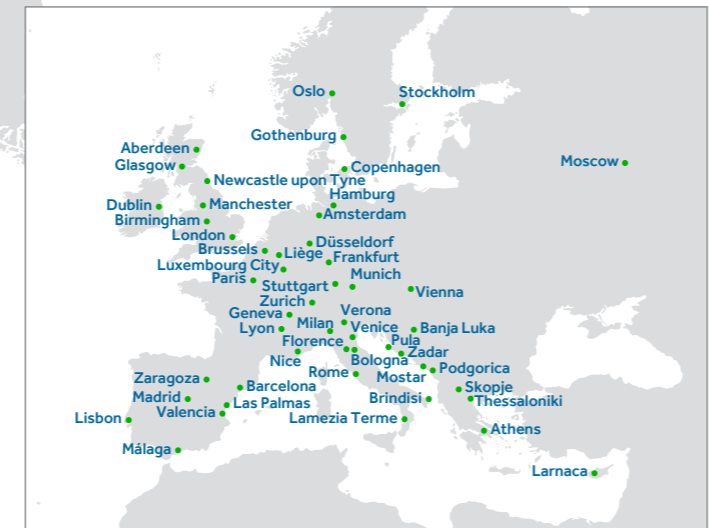 Oslo
Stockholm
Gothenburg
Aberdeen
Glasgow
Copenhagen
Moscow
Newcastle upon Tyne
Hamburg
Dublin
Manchester
Amsterdam
Birmingham
London
Düsseldorf
Brussels
Liège
Frankfurt
Luxembourg City
Munich
Paris
Stuttgart
Vienna
Zurich
Geneva
Verona
Milan
Venice
Lyon
Banja Luka
Florence
Pula
Zadar
Nice
Bologna
Podgorica
Rome
Mostar
Zaragoza
Barcelona
Skopje
Madrid
Las Palmas
Brindisi
Thessaloniki
Valencia
Lisbon
Lamezia Terme
Athens
Málaga
Larnaca